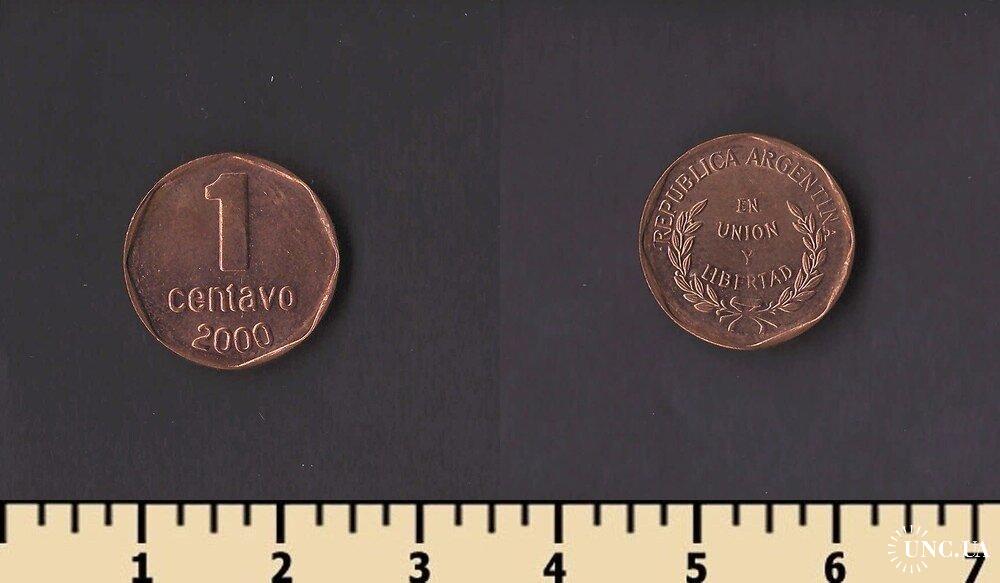 1
centavo
2000
REPUBLICA ARGENTINA
EN
UNION
Y
LIBERTAD
1 2 3 4 5 6 7
UNC.UA